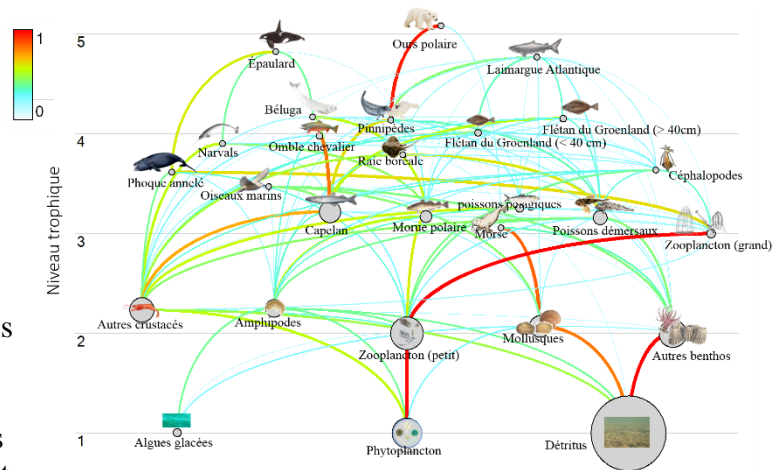 1
0
Niveau trophique
5
4
3
2
1
Ours polaire
Épaulard
Laimargue Atlantique
Béluga
Pinnipèdes
Flétan du Groenland (> 40cm)
Omble chevalier
Flétan du Groenland (< 40 cm)
Narvals
Raie boréale
Phoque annelé
Céphalopodes
Oiseaux marins
poissons pélagiques
Capelan
Morue polaire
Morse
Poissons démersaux
Zooplancton (grand)
Autres crustacés
Amphipodes
s
Zooplancton (petit)
Mollusques
Autres benthos
Algues glacées
Phytoplancton
Détritus
s